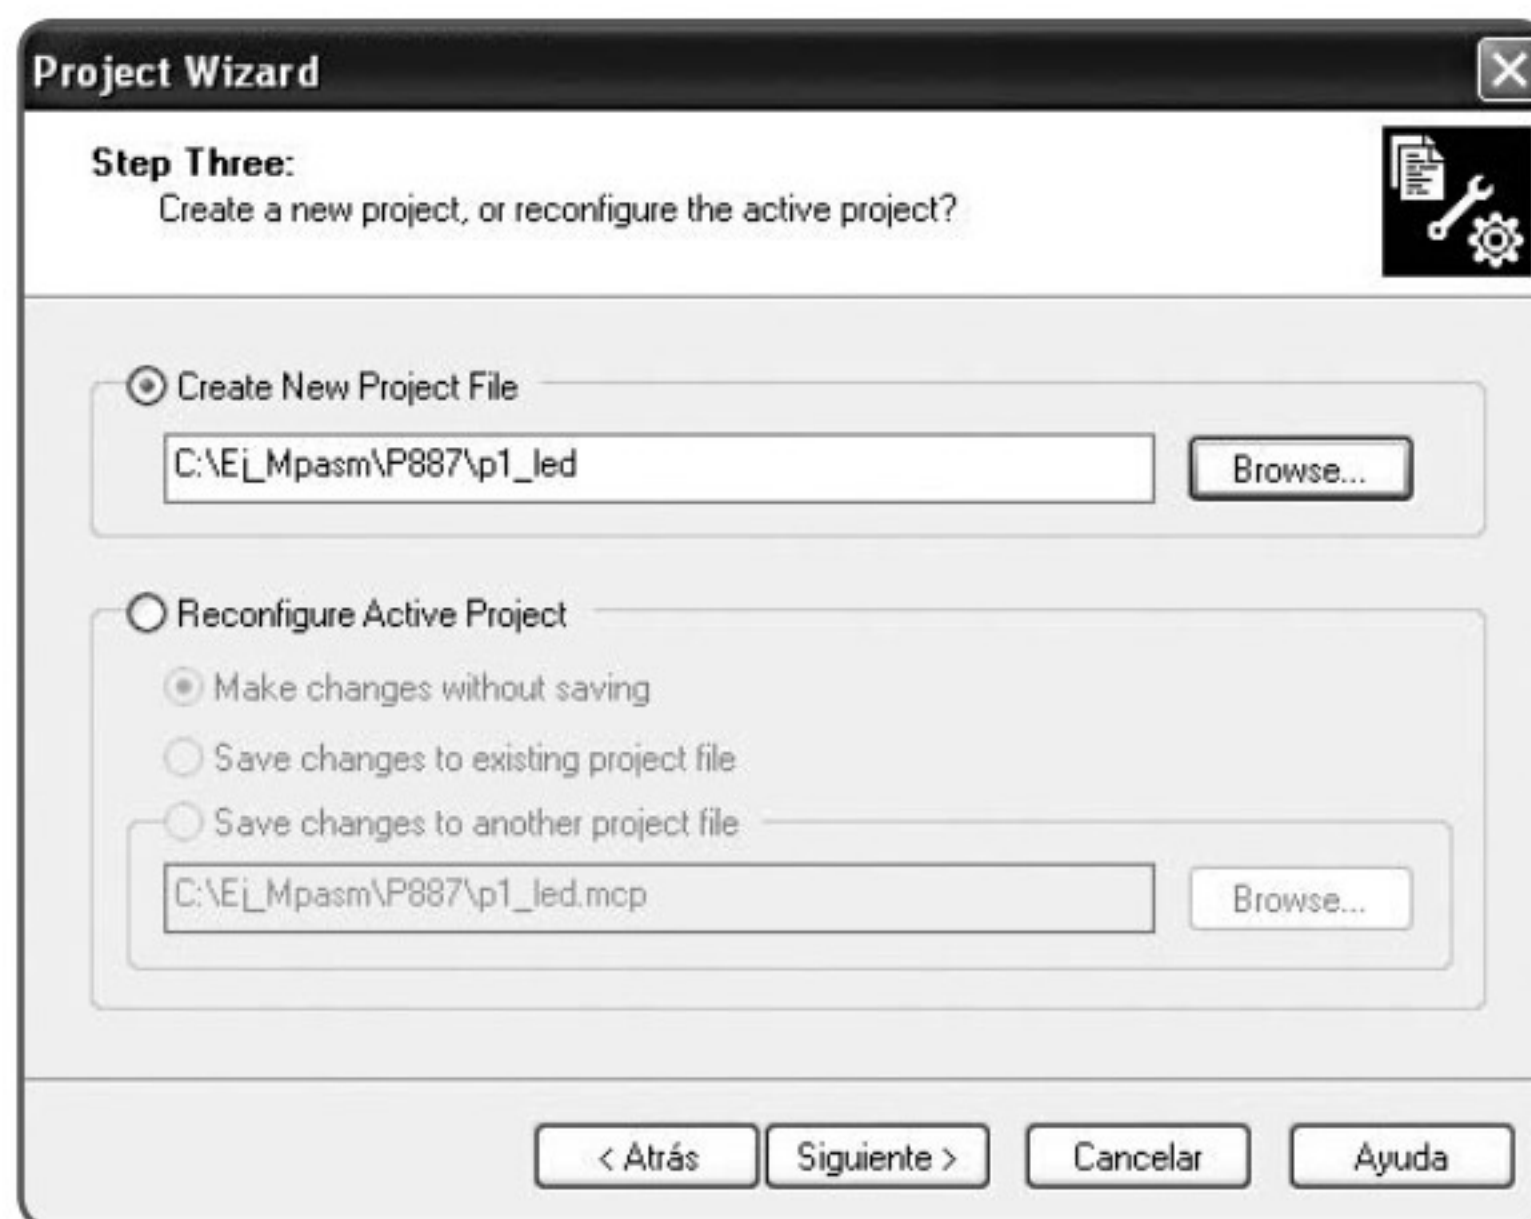 Project Wizard
Step Three:
Create a new project, or reconfigure the active project?
Create New Project File
C:\Ej_Mpasm\P887\p1_led
Browse...
Reconfigure Active Project
Make changes without saving
Save changes to existing project file
Save changes to another project file
C:\Ej_Mpasm\P887\p1_led.mcp
Browse...
< Atrás
Siguiente >
Cancelar
Ayuda